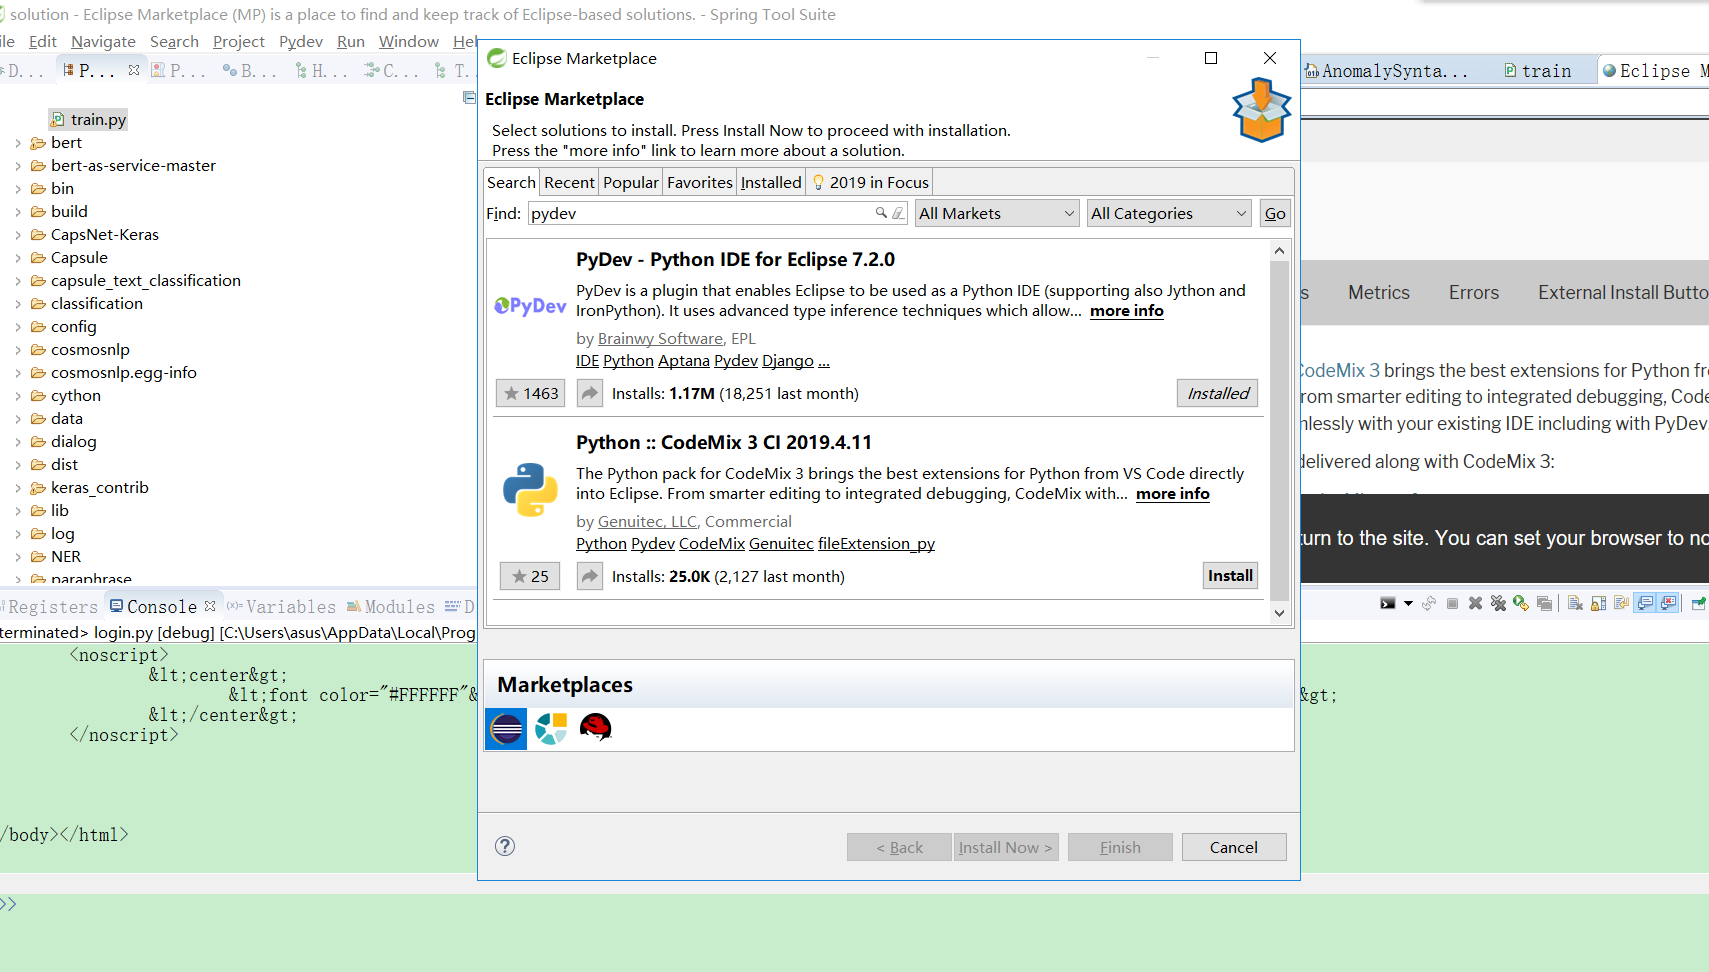 solution - Eclipse Marketplace (MP) is a place to find and keep track of Eclipse-based solutions. - Spring Tool Suite
ile Edit Navigate Search Project Pydev Run Window Hel
D... P... P... B... H... C... T.
AnomalySynta... train Eclipse M
train.py
bert
bert-as-service-master
bin
build
CapsNet-Keras
Capsule
capsule_text_classification
classification
config
cosmosnlp
cosmosnlp.egg-info
cython
data
dialog
dist
keras_contrib
lib
log
NER
paraphrase
Eclipse Marketplace
Eclipse Marketplace
Select solutions to install. Press Install Now to proceed with installation.
Press the "more info" link to learn more about a solution.
Search Recent Popular Favorites Installed 2019 in Focus
Find: pydev All Markets All Categories Go
PyDev - Python IDE for Eclipse 7.2.0
PyDev
PyDev is a plugin that enables Eclipse to be used as a Python IDE (supporting also Jython and
IronPython). It uses advanced type inference techniques which allow... more info
by Brainwy Software, EPL
IDE Python Aptana Pydev Django ...
1463 Installs: 1.17M (18,251 last month) Installed
Python :: CodeMix 3 CI 2019.4.11
The Python pack for CodeMix 3 brings the best extensions for Python from VS Code directly
into Eclipse. From smarter editing to integrated debugging, CodeMix with... more info
by Genuitec, LLC, Commercial
Python Pydev CodeMix Genuitec fileExtension_py
25 Installs: 25.0K (2,127 last month) Install
Marketplaces
< Back Install Now > Finish Cancel
s Metrics Errors External Install Butto
CodeMix 3 brings the best extensions for Python fr
rom smarter editing to integrated debugging, Code
nlessly with your existing IDE including with PyDev.
delivered along with CodeMix 3:
turn to the site. You can set your browser to no
Registers Console (x)= Variables Modules D
terminated> login.py [debug] [C:\Users\asus\AppData\Local\Prog
<noscript>
&lt;center&gt;
&lt;font color="#FFFFFF"& &gt;
&lt;/center&gt;
</noscript>
/body></html>
>>